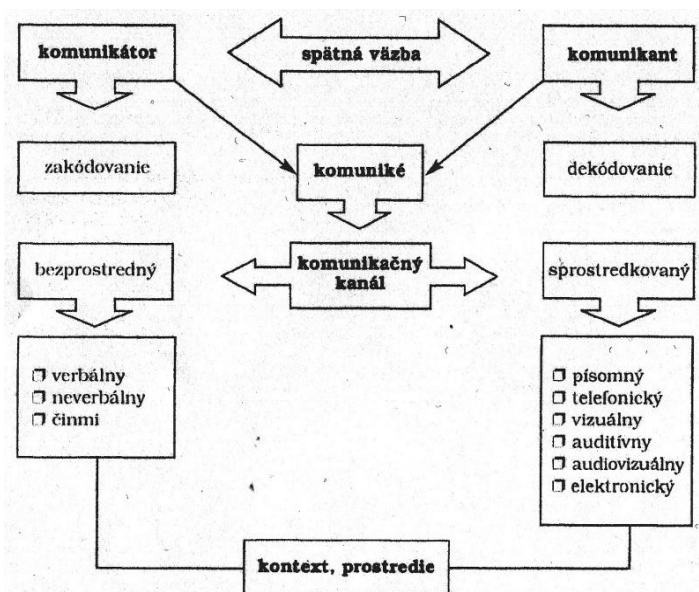 komunikátor
spätná väzba
komunikant
zakódovanie
komuniké
dekódovanie
bezprostredný
komunikačný
kanál
sprostredkovaný
❒ verbálny
❒ neverbálny
❒ činmi
❒ písomný
❒ telefonický
❒ vizuálny
❒ auditívny
❒ audiovizuálny
❒ elektronický
kontext, prostredie